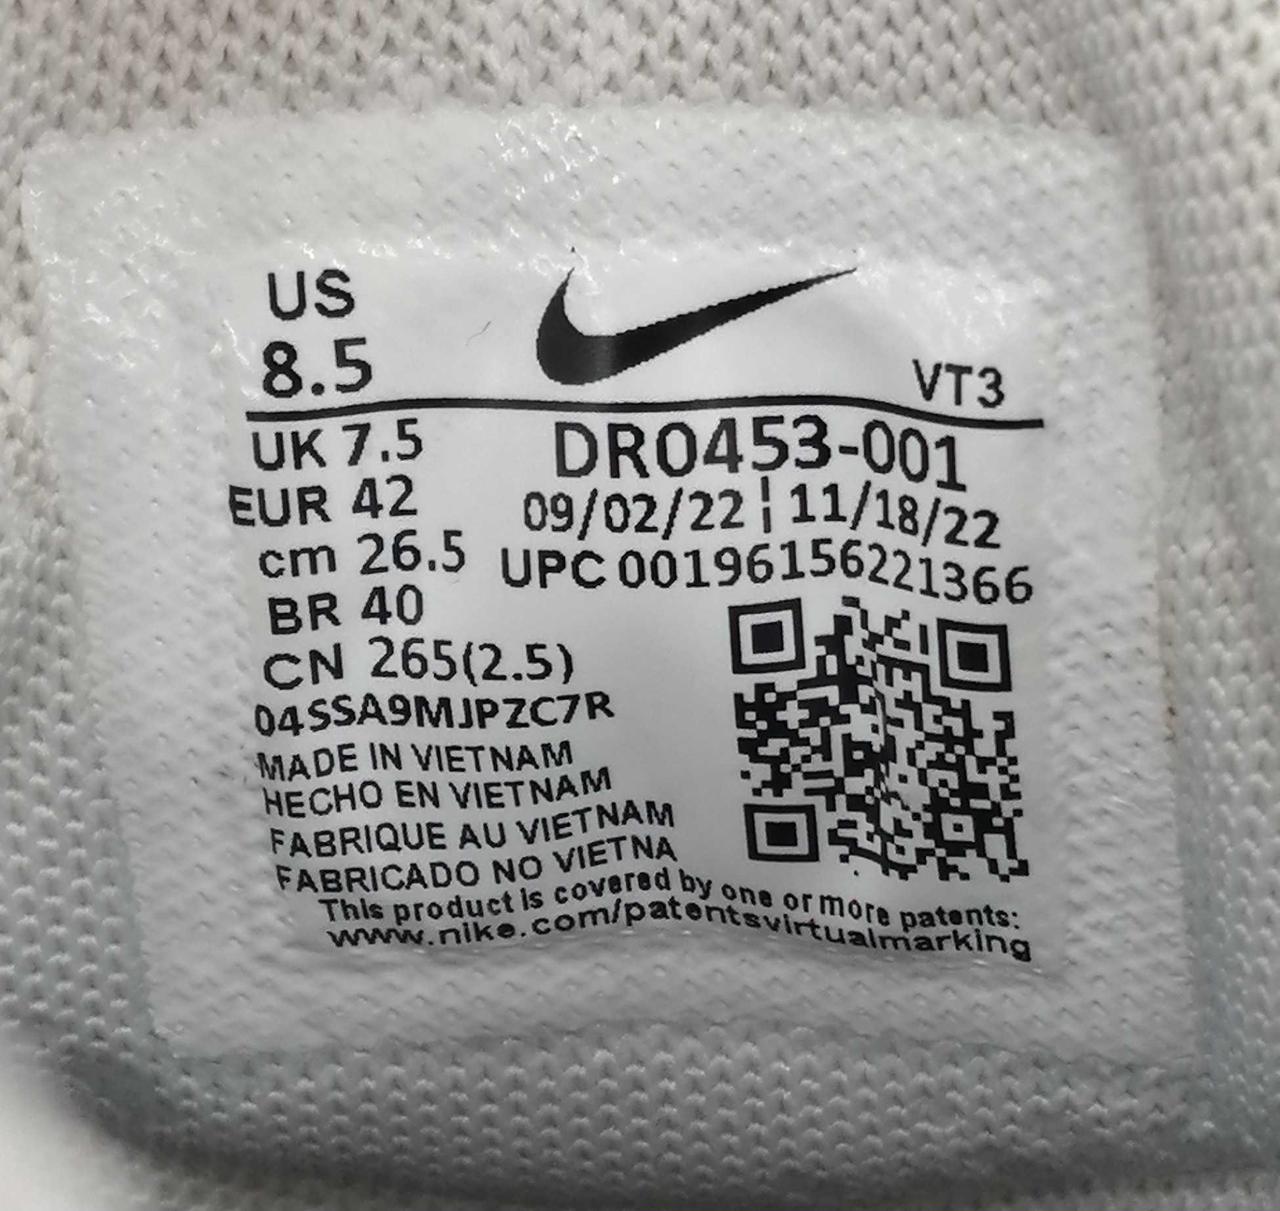 US
8.5
VT3
UK 7.5
EUR 42
cm 26.5
BR 40
CN 265(2.5)
DR0453-001
09/02/22 ¦ 11/18/22
UPC 00196156221366
04SSA9MJPZC7R
MADE IN VIETNAM
HECHO EN VIETNAM
FABRIQUE AU VIETNAM
FABRICADO NO VIETNA
This product is covered by one or more patents:
www.nike.com/patentsvirtualmarking